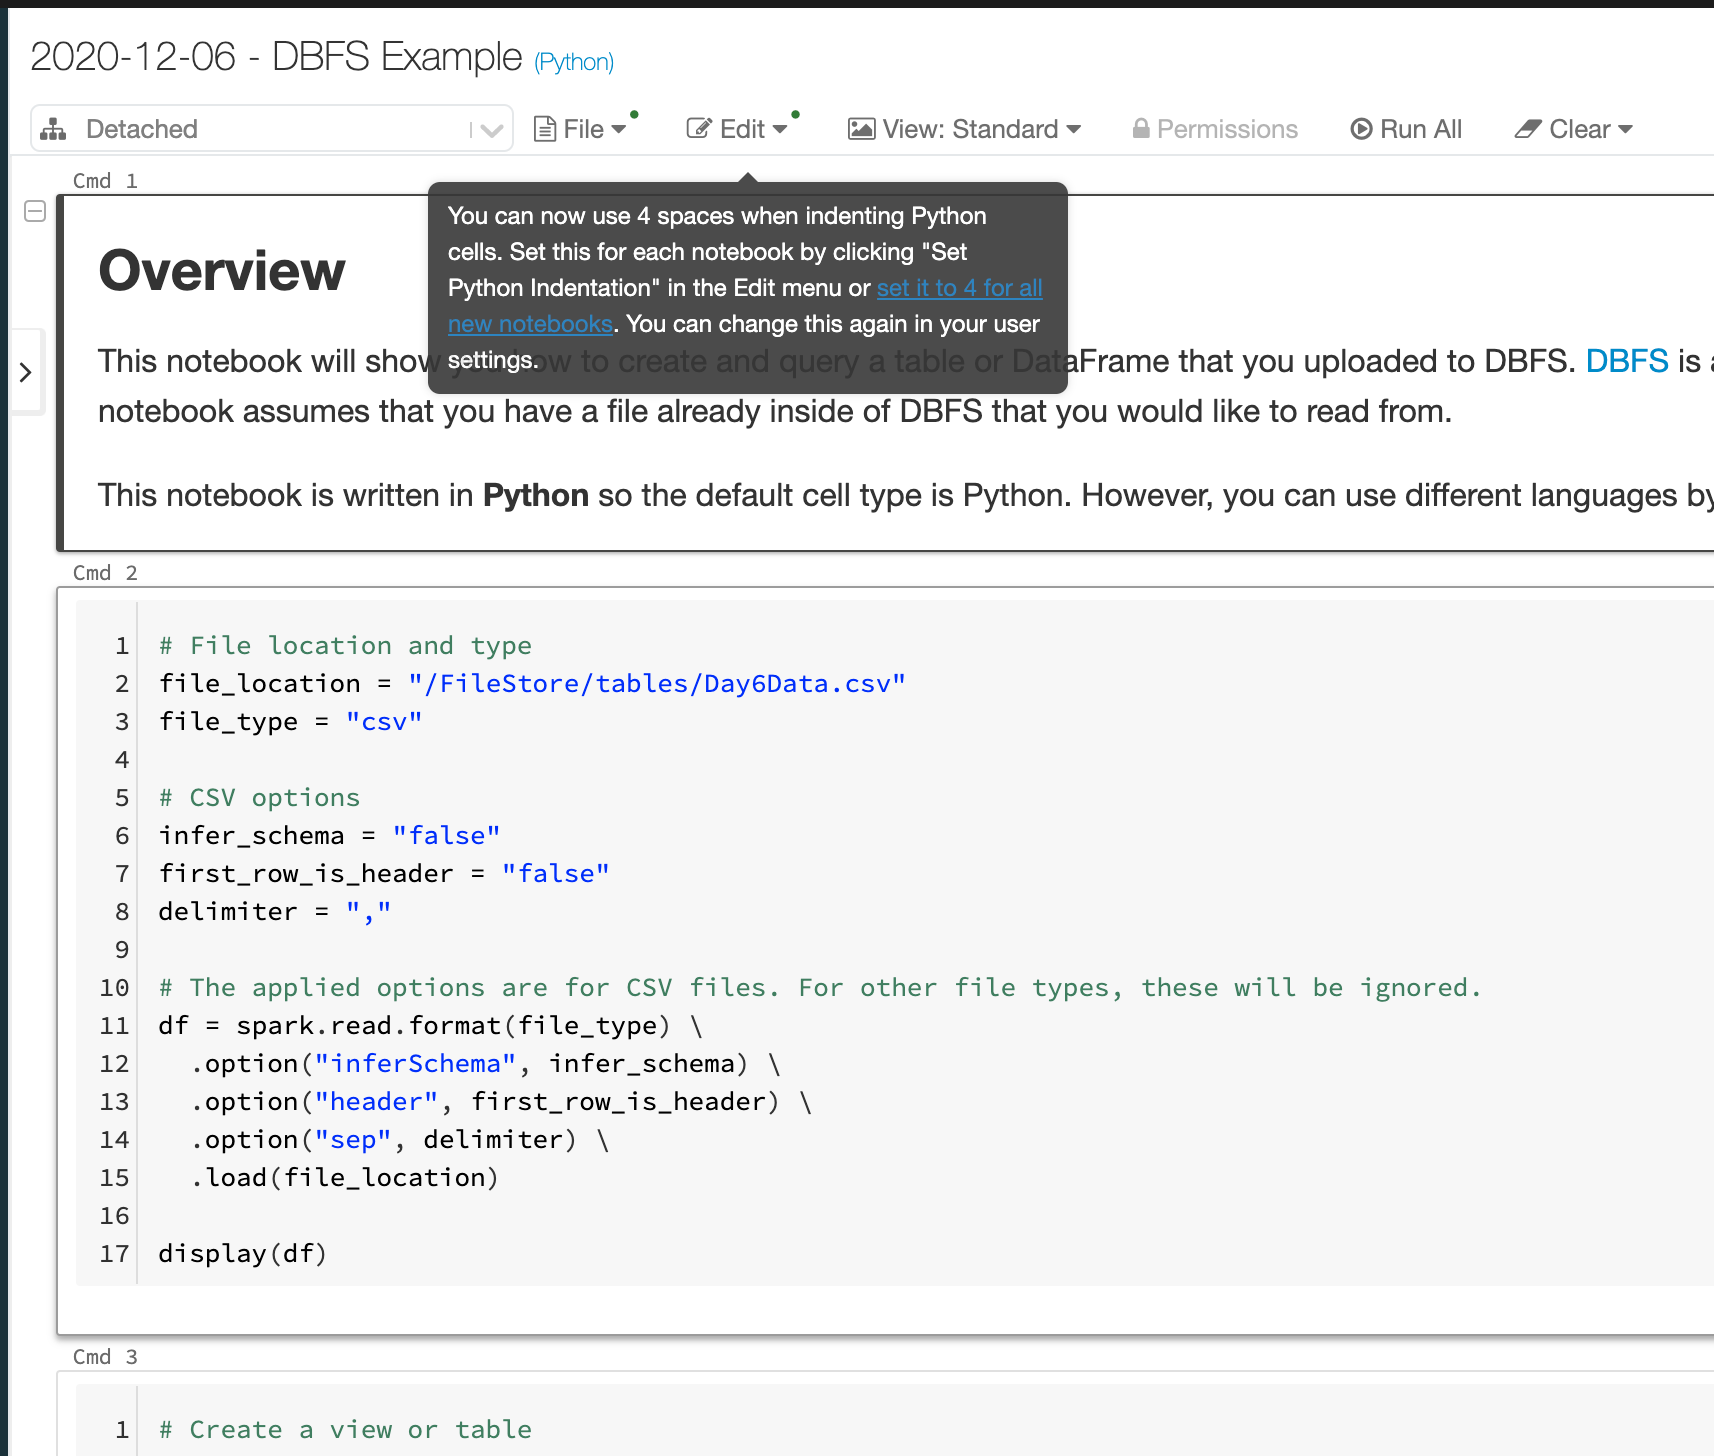 2020-12-06 - DBFS Example (Python)
Detached File Edit View: Standard Permissions Run All Clear
Cmd 1
You can now use 4 spaces when indenting Python
cells. Set this for each notebook by clicking "Set
Python Indentation" in the Edit menu or set it to 4 for all
new notebooks. You can change this again in your user
settings.
Overview
This notebook will show you how to create and query a table or DataFrame that you uploaded to DBFS. DBFS is a
notebook assumes that you have a file already inside of DBFS that you would like to read from.
This notebook is written in Python so the default cell type is Python. However, you can use different languages by
Cmd 2
1 # File location and type
2 file_location = "/FileStore/tables/Day6Data.csv"
3 file_type = "csv"
4
5 # CSV options
6 infer_schema = "false"
7 first_row_is_header = "false"
8 delimiter = ","
9
10 # The applied options are for CSV files. For other file types, these will be ignored.
11 df = spark.read.format(file_type) \
12   .option("inferSchema", infer_schema) \
13   .option("header", first_row_is_header) \
14   .option("sep", delimiter) \
15   .load(file_location)
16
17 display(df)
Cmd 3
1 # Create a view or table